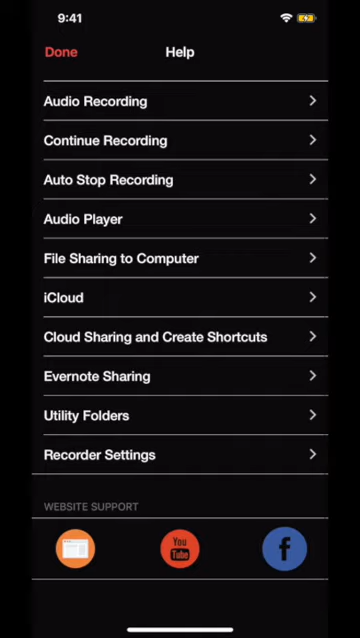 9:41
Done
Help
Audio Recording
Continue Recording
Auto Stop Recording
Audio Player
File Sharing to Computer
iCloud
Cloud Sharing and Create Shortcuts
Evernote Sharing
Utility Folders
Recorder Settings
WEBSITE SUPPORT
You
Tube
f